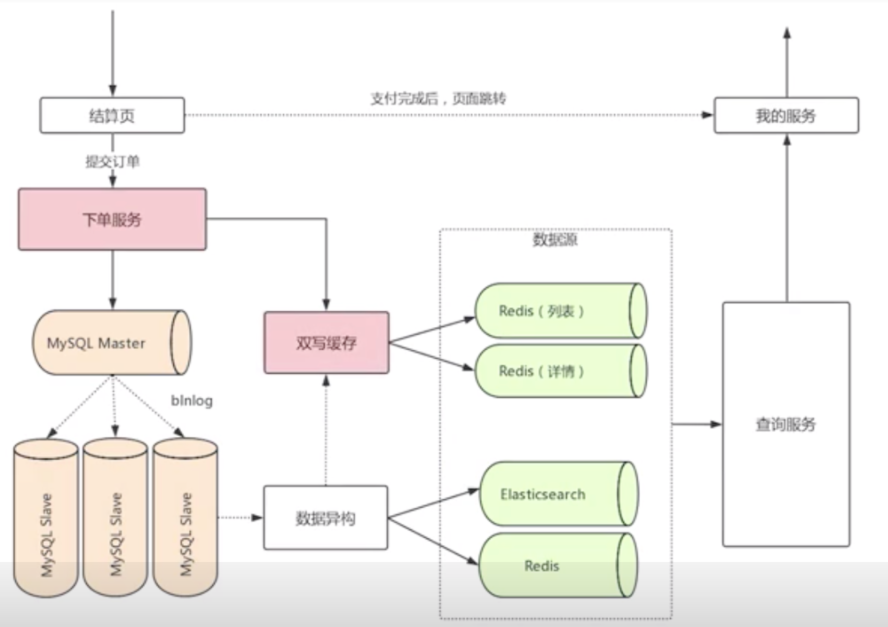 结算页
支付完成后，页面跳转
我的服务
提交订单
下单服务
数据源
Redis（列表）
MySQL Master
双写缓存
Redis（详情）
bInlog
查询服务
MySQL Slave
MySQL Slave
MySQL Slave
数据异构
Elasticsearch
Redis